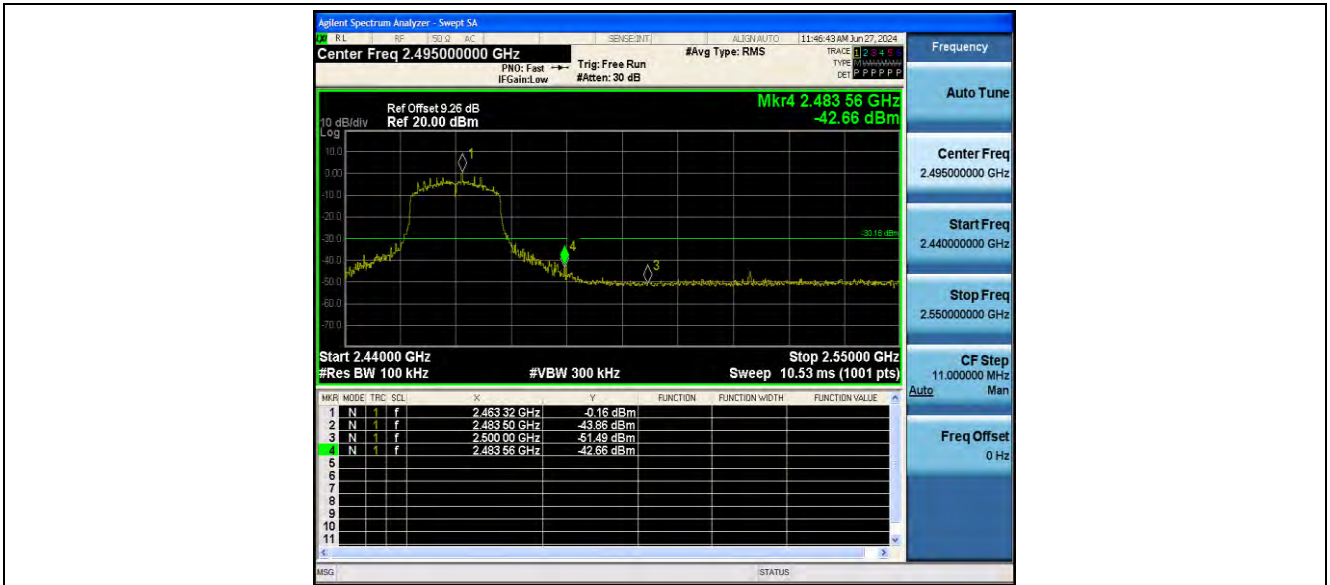 Agilent Spectrum Analyzer - Swept SA
RL RF 50 Ω AC SENSE:INT ALIGN AUTO 11:46:43 AM Jun 27, 2024
Center Freq 2.495000000 GHz
PNO: Fast
IFGain:Low
Trig: Free Run
#Atten: 30 dB
#Avg Type: RMS
TRACE 1 2 3 4 5 6
TYPE M
DET P P P P P P
Mkr4 2.483 56 GHz
-42.66 dBm
Ref Offset 9.26 dB
10 dB/div Ref 20.00 dBm
Log
10.0
0.00
-10.0
-20.0
-30.0
-40.0
-50.0
-60.0
-70.0
1
4
3
-30.16 dBm
Start 2.44000 GHz Stop 2.55000 GHz
#Res BW 100 kHz #VBW 300 kHz Sweep 10.53 ms (1001 pts)
MKR MODE TRC SCL X Y FUNCTION FUNCTION WIDTH FUNCTION VALUE
1 N 1 f 2.463 32 GHz -0.16 dBm
2 N 1 f 2.483 50 GHz -43.86 dBm
3 N 1 f 2.500 00 GHz -51.49 dBm
4 N 1 f 2.483 56 GHz -42.66 dBm
5
6
7
8
9
10
11
MSG STATUS
Frequency
Auto Tune
Center Freq
2.495000000 GHz
Start Freq
2.440000000 GHz
Stop Freq
2.550000000 GHz
CF Step
11.000000 MHz
Auto Man
Freq Offset
0 Hz